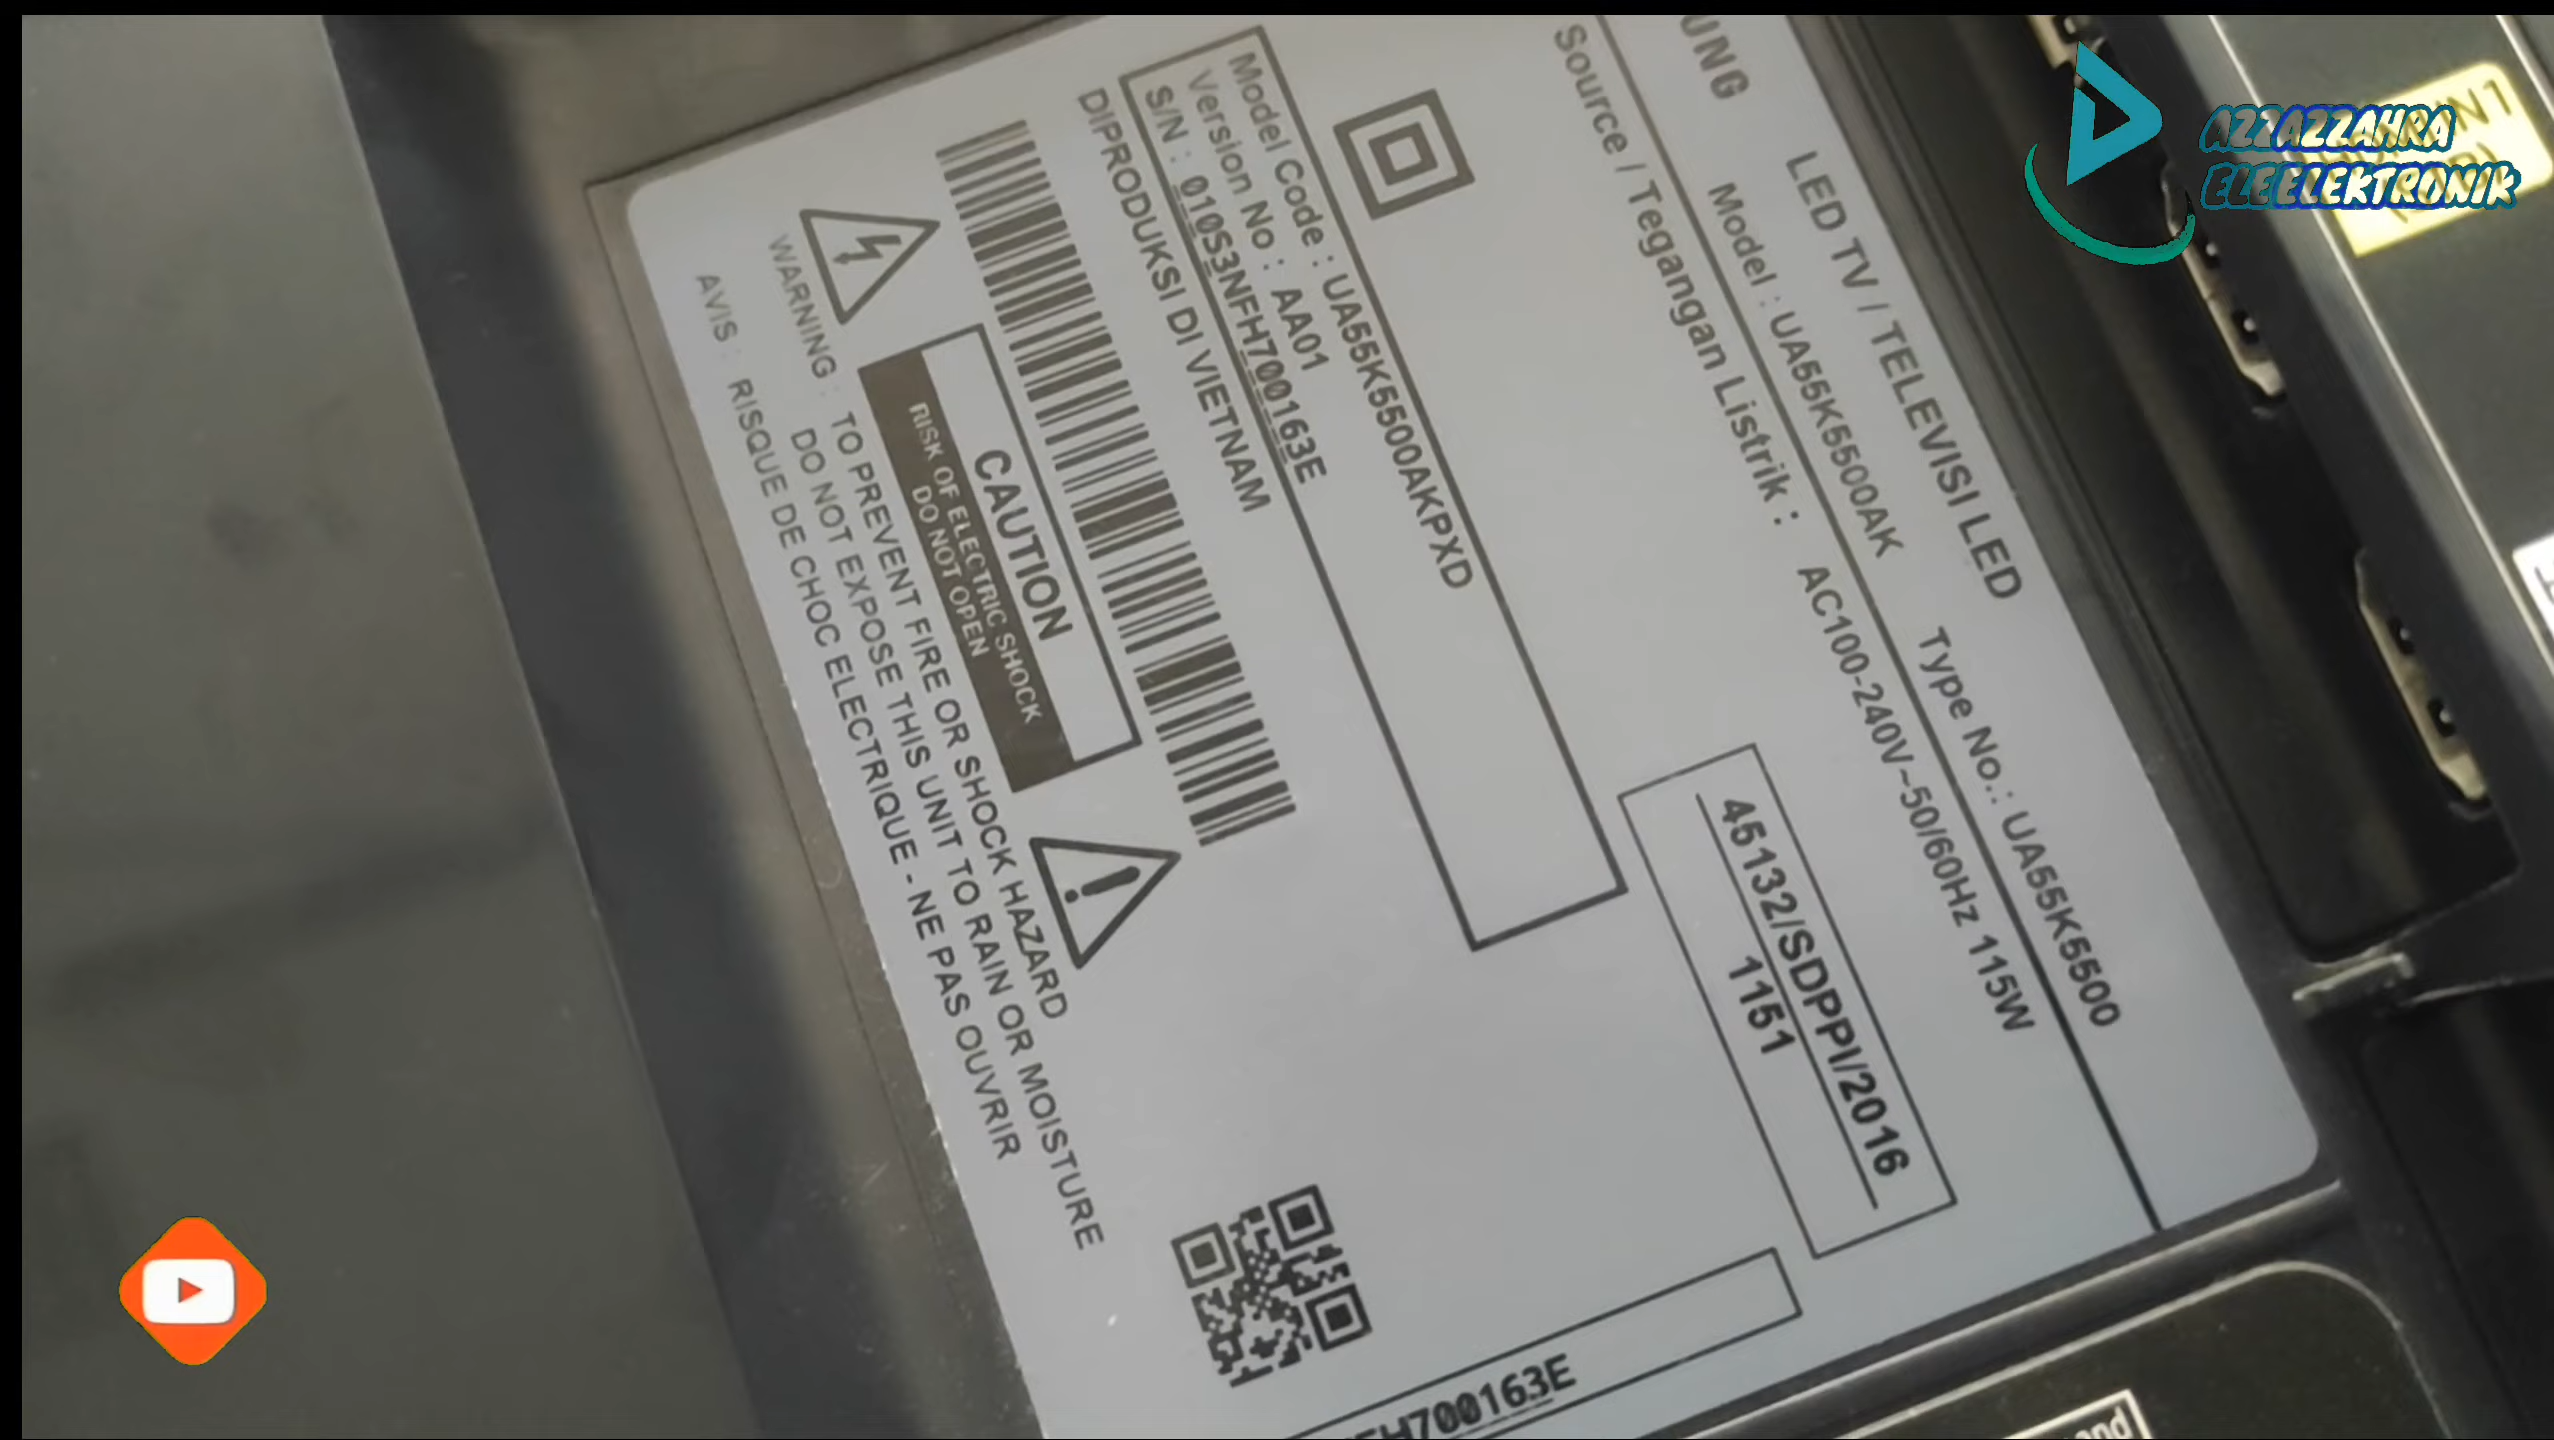 UNG
LED TV / TELEVISI LED
Model : UA55K5500AK Type No.: UA55K5500
Source / Tegangan Listrik : AC100-240V~50/60Hz 115W
45132/SDPPI/2016
1151
Model Code : UA55K5500AKPXD
Version No : AA01
S/N : 010S3NFH700163E
DIPRODUKSI DI VIETNAM
CAUTION
RISK OF ELECTRIC SHOCK
DO NOT OPEN
WARNING : TO PREVENT FIRE OR SHOCK HAZARD
DO NOT EXPOSE THIS UNIT TO RAIN OR MOISTURE
AVIS : RISQUE DE CHOC ELECTRIQUE - NE PAS OUVRIR
FH700163E
AZZAZZAHRA
ELEELEKTRONIK